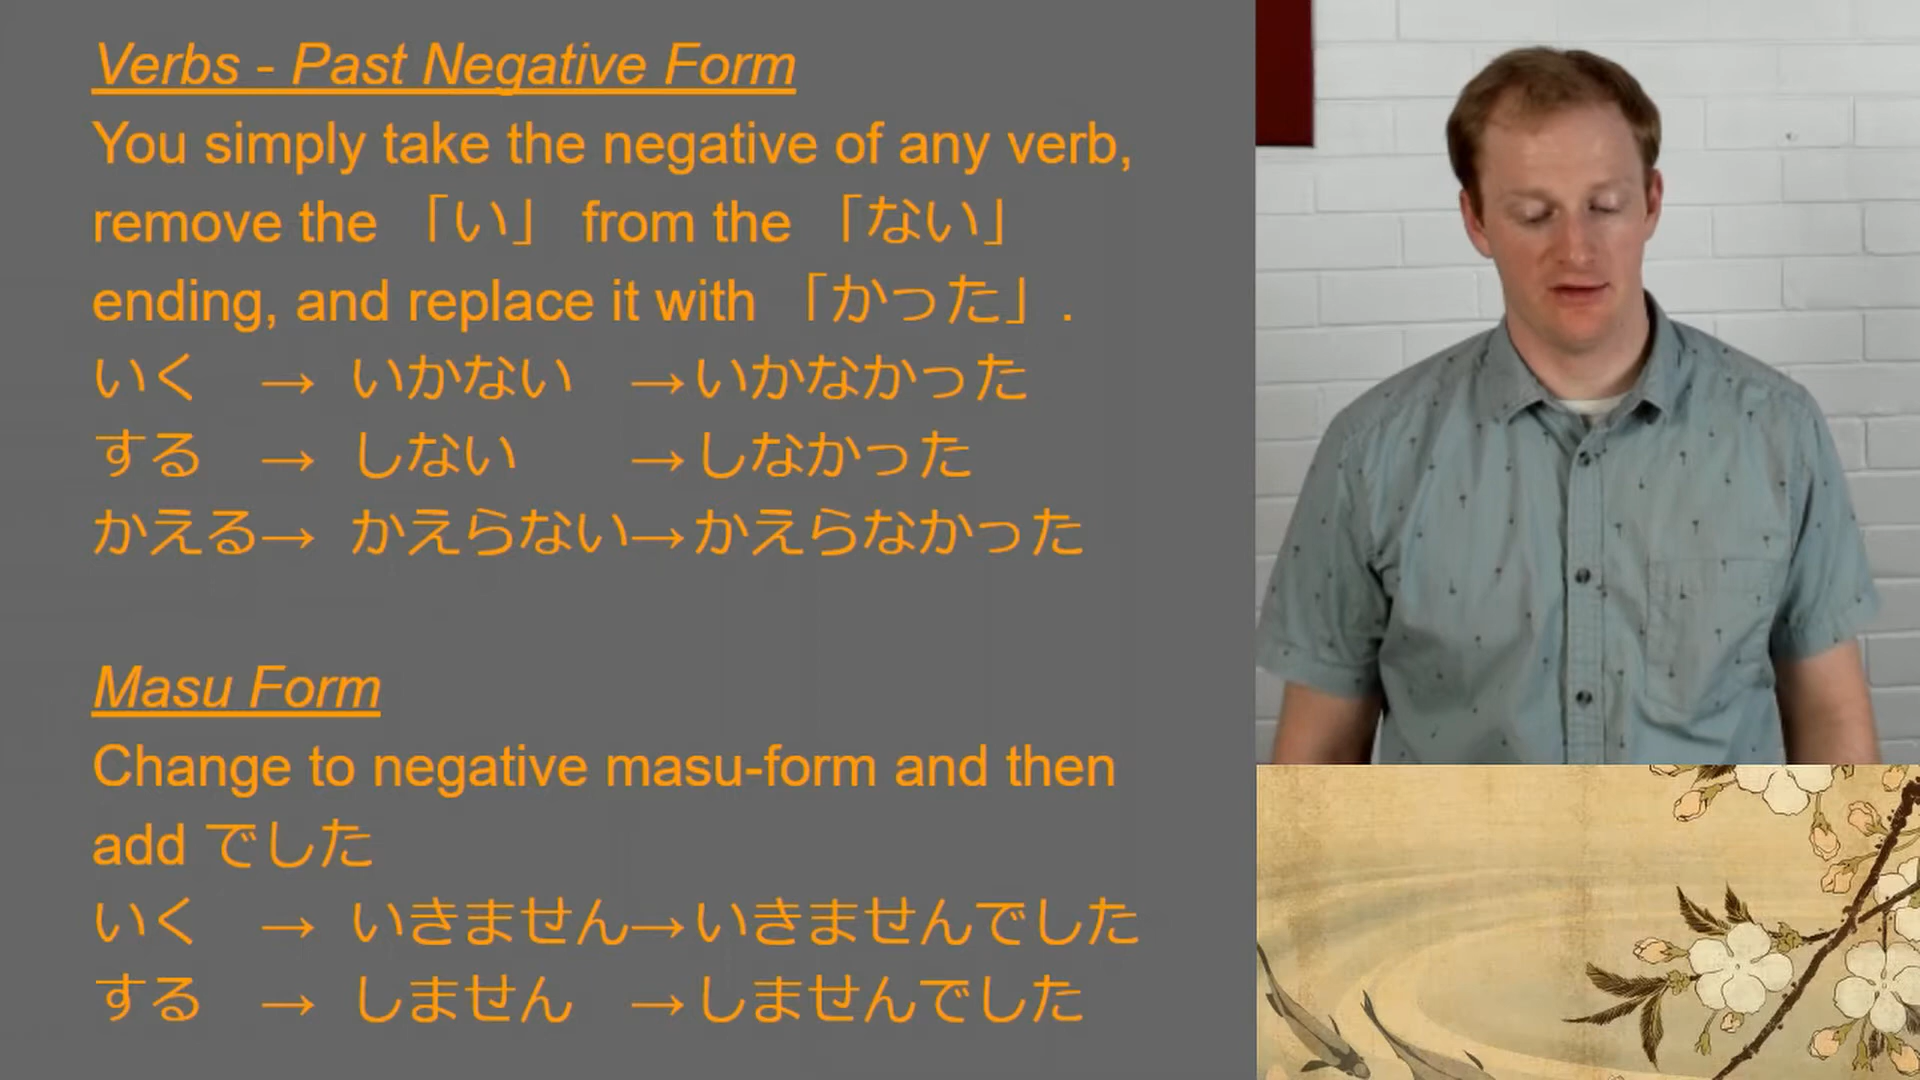 Verbs - Past Negative Form
You simply take the negative of any verb,
remove the 「い」 from the 「ない」
ending, and replace it with 「かった」.
いく → いかない →いかなかった
する → しない →しなかった
かえる→ かえらない→かえらなかった
Masu Form
Change to negative masu-form and then
add でした
いく → いきません→いきませんでした
する → しません →しませんでした